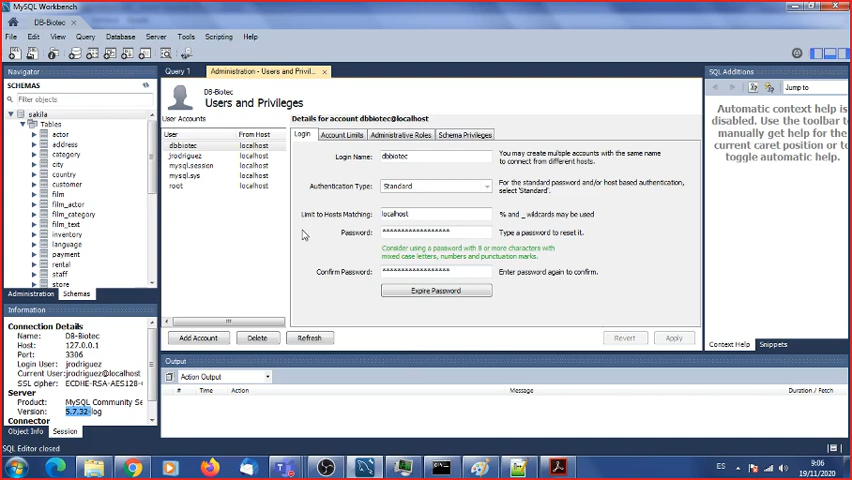 MySQL Workbench
DB-Biotec
File Edit View Query Database Server Tools Scripting Help
Navigator
SCHEMAS
Filter objects
sakila
Tables
actor
address
category
city
country
customer
film
film_actor
film_category
film_text
inventory
language
payment
rental
staff
store
Administration Schemas
Information
Connection Details
Name: DB-Biotec
Host: 127.0.0.1
Port: 3306
Login User: jrodriguez
Current User: jrodriguez@localhost
SSL cipher: ECDHE-RSA-AES128-
Server
Product: MySQL Community Se
Version: 5.7.32-log
Connector
Object Info Session
SQL Editor closed
Query 1 Administration - Users and Privil...
DB-Biotec
Users and Privileges
User Accounts
User From Host
dbbiotec localhost
jrodriguez localhost
mysql.session localhost
mysql.sys localhost
root localhost
Add Account Delete Refresh
Details for account dbbiotec@localhost
Login Account Limits Administrative Roles Schema Privileges
Login Name: dbbiotec
You may create multiple accounts with the same name
to connect from different hosts.
Authentication Type: Standard
For the standard password and/or host based authentication,
select 'Standard'.
Limit to Hosts Matching: localhost
% and _ wildcards may be used
Password: ******************
Type a password to reset it.
Consider using a password with 8 or more characters with
mixed case letters, numbers and punctuation marks.
Confirm Password: ******************
Enter password again to confirm.
Expire Password
Revert Apply
Output
Action Output
# Time Action Message Duration / Fetch
SQL Additions
Jump to
Automatic context help is
disabled. Use the toolbar to
manually get help for the
current caret position or to
toggle automatic help.
Context Help Snippets
ES
9:06
19/11/2020